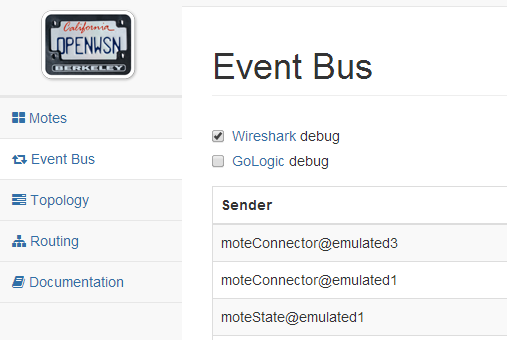 California
OPENWSN
BERKELEY
Motes
Event Bus
Topology
Routing
Documentation
Event Bus
Wireshark debug
GoLogic debug
Sender
moteConnector@emulated3
moteConnector@emulated1
moteState@emulated1